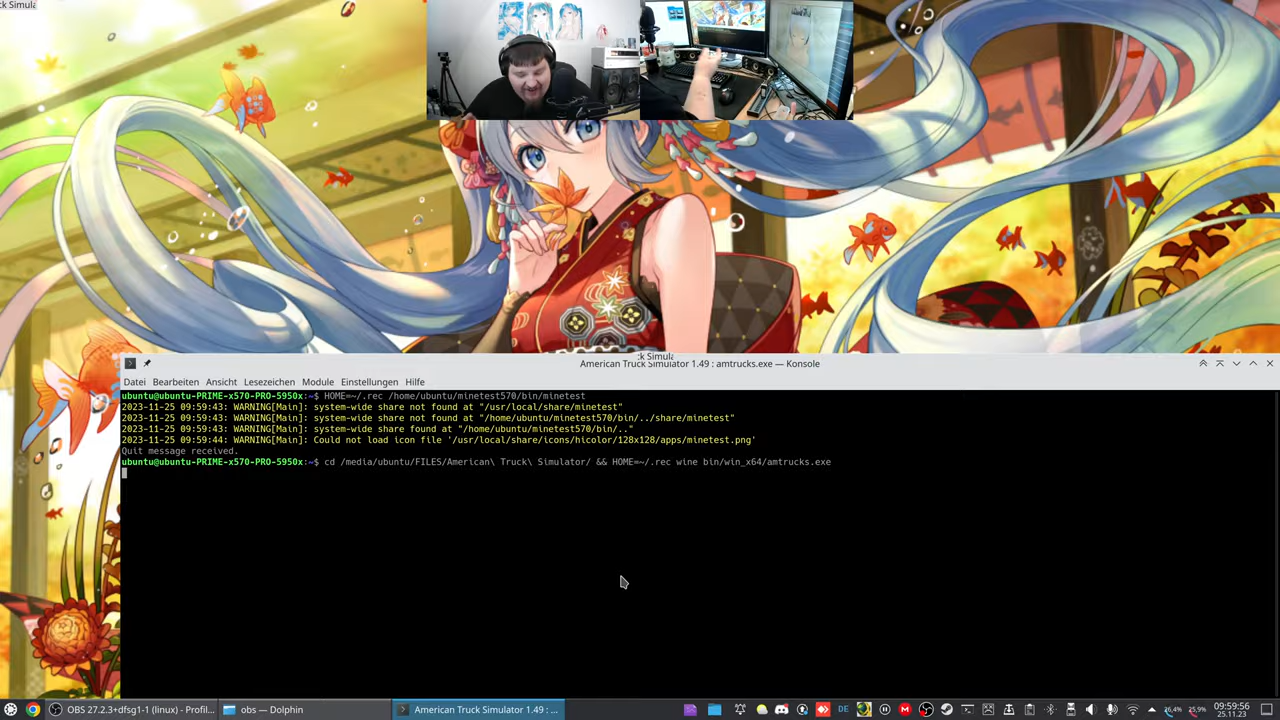 ck Simula
ck Simula
American Truck Simulator 1.49 : amtrucks.exe — Konsole
Datei Bearbeiten Ansicht Lesezeichen Module Einstellungen Hilfe
ubuntu@ubuntu-PRIME-x570-PRO-5950x:~$ HOME=~/.rec /home/ubuntu/minetest570/bin/minetest
2023-11-25 09:59:43: WARNING[Main]: system-wide share not found at "/usr/local/share/minetest"
2023-11-25 09:59:43: WARNING[Main]: system-wide share not found at "/home/ubuntu/minetest570/bin/../share/minetest"
2023-11-25 09:59:43: WARNING[Main]: system-wide share found at "/home/ubuntu/minetest570/bin/.."
2023-11-25 09:59:44: WARNING[Main]: Could not load icon file '/usr/local/share/icons/hicolor/128x128/apps/minetest.png'
Quit message received.
ubuntu@ubuntu-PRIME-x570-PRO-5950x:~$ cd /media/ubuntu/FILES/American\ Truck\ Simulator/ && HOME=~/.rec wine bin/win_x64/amtrucks.exe
OBS 27.2.3+dfsg1-1 (linux) - Profil... obs — Dolphin American Truck Simulator 1.49 : ... DE 26,4% 25,9% 09:59:56
25.11.23